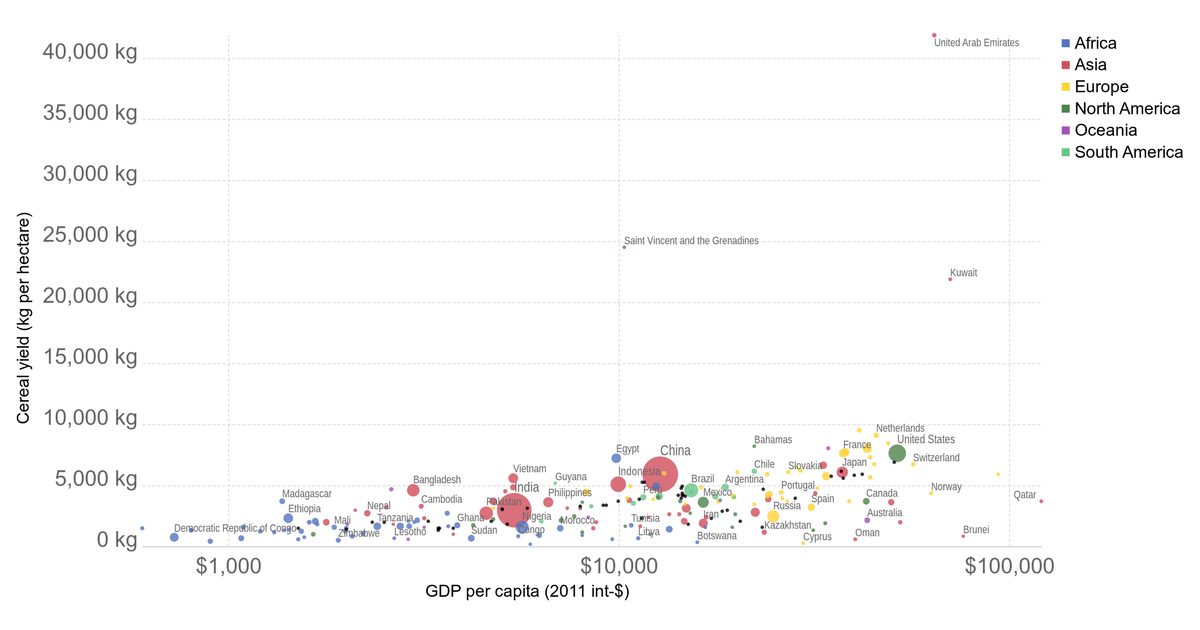 40,000 kg
35,000 kg
30,000 kg
25,000 kg
20,000 kg
15,000 kg
10,000 kg
5,000 kg
0 kg
Cereal yield (kg per hectare)
$1,000
$10,000
$100,000
GDP per capita (2011 int-$)
Africa
Asia
Europe
North America
Oceania
South America
United Arab Emirates
Saint Vincent and the Grenadines
Kuwait
Netherlands
United States
Bahamas
France
Switzerland
Egypt
China
Chile
Slovakia
Japan
Vietnam
Indonesia
Bangladesh
Guyana
India
Peru
Brazil
Argentina
Portugal
Norway
Madagascar
Cambodia
Pakistan
Philippines
Mexico
Spain
Canada
Qatar
Ethiopia
Nepal
Mali
Tanzania
Ghana
Nigeria
Morocco
Tunisia
Iran
Russia
Australia
Democratic Republic of Congo
Zimbabwe
Lesotho
Sudan
Congo
Libya
Botswana
Kazakhstan
Cyprus
Oman
Brunei